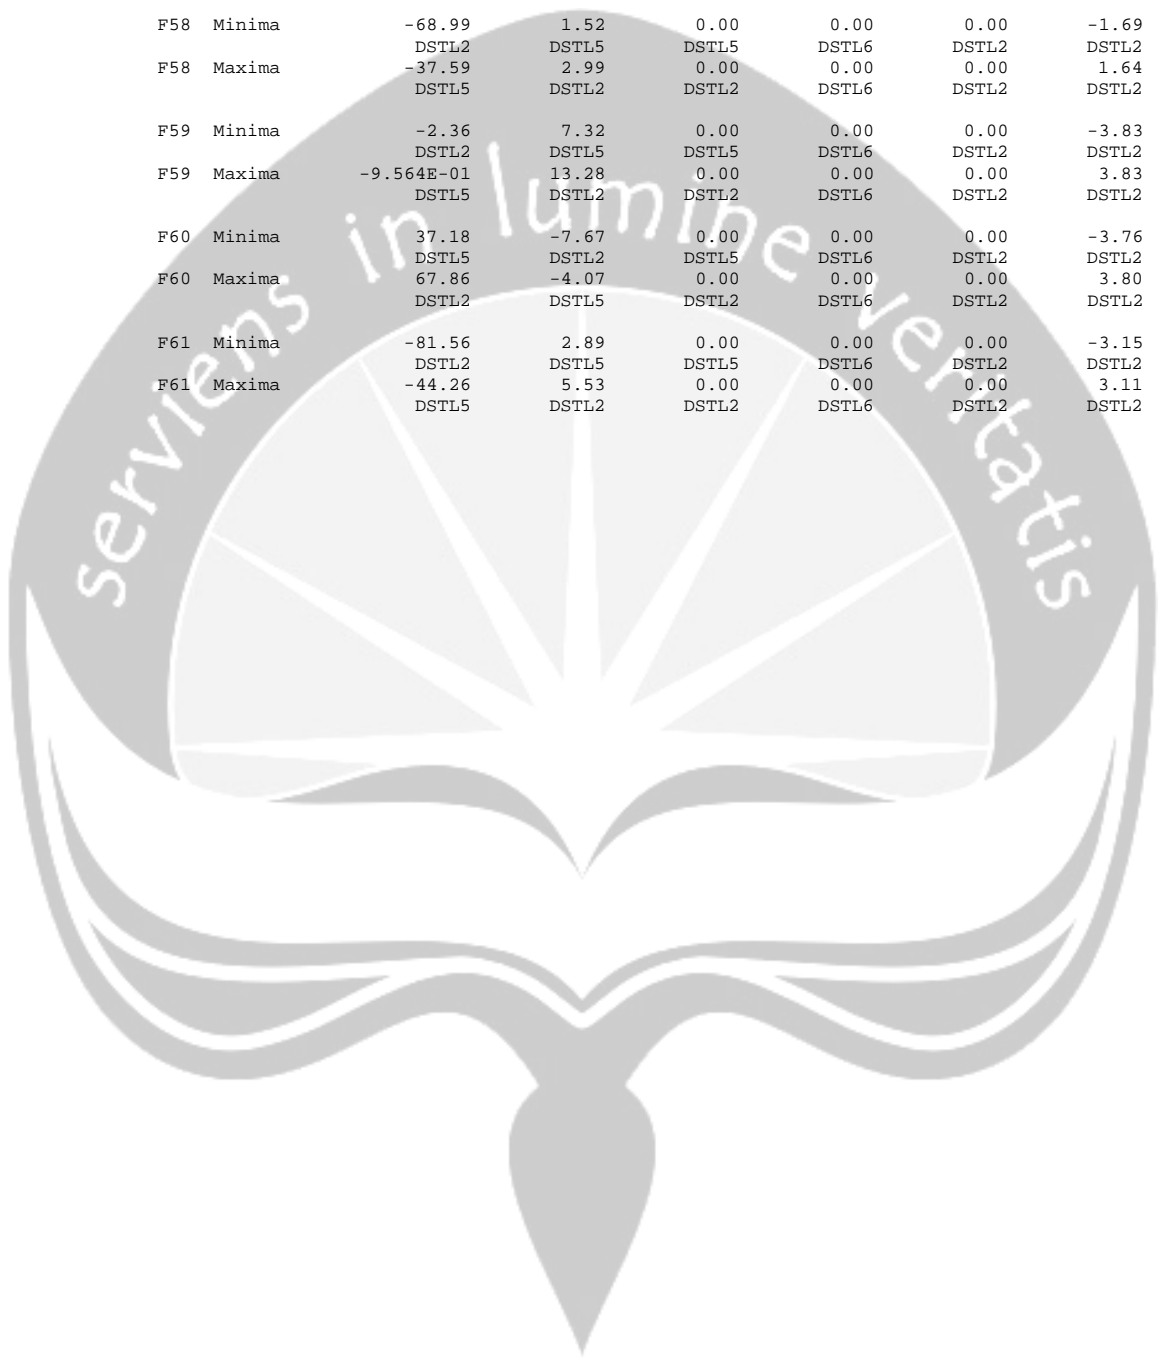 F58 Minima -68.99 1.52 0.00 0.00 0.00 -1.69
DSTL2 DSTL5 DSTL5 DSTL6 DSTL2 DSTL2
F58 Maxima -37.59 2.99 0.00 0.00 0.00 1.64
DSTL5 DSTL2 DSTL2 DSTL6 DSTL2 DSTL2
F59 Minima -2.36 7.32 0.00 0.00 0.00 -3.83
DSTL2 DSTL5 DSTL5 DSTL6 DSTL2 DSTL2
F59 Maxima -9.564E-01 13.28 0.00 0.00 0.00 3.83
DSTL5 DSTL2 DSTL2 DSTL6 DSTL2 DSTL2
F60 Minima 37.18 -7.67 0.00 0.00 0.00 -3.76
DSTL5 DSTL2 DSTL5 DSTL6 DSTL2 DSTL2
F60 Maxima 67.86 -4.07 0.00 0.00 0.00 3.80
DSTL2 DSTL5 DSTL2 DSTL6 DSTL2 DSTL2
F61 Minima -81.56 2.89 0.00 0.00 0.00 -3.15
DSTL2 DSTL5 DSTL5 DSTL6 DSTL2 DSTL2
F61 Maxima -44.26 5.53 0.00 0.00 0.00 3.11
DSTL5 DSTL2 DSTL2 DSTL6 DSTL2 DSTL2
serviens in lumine veritatis